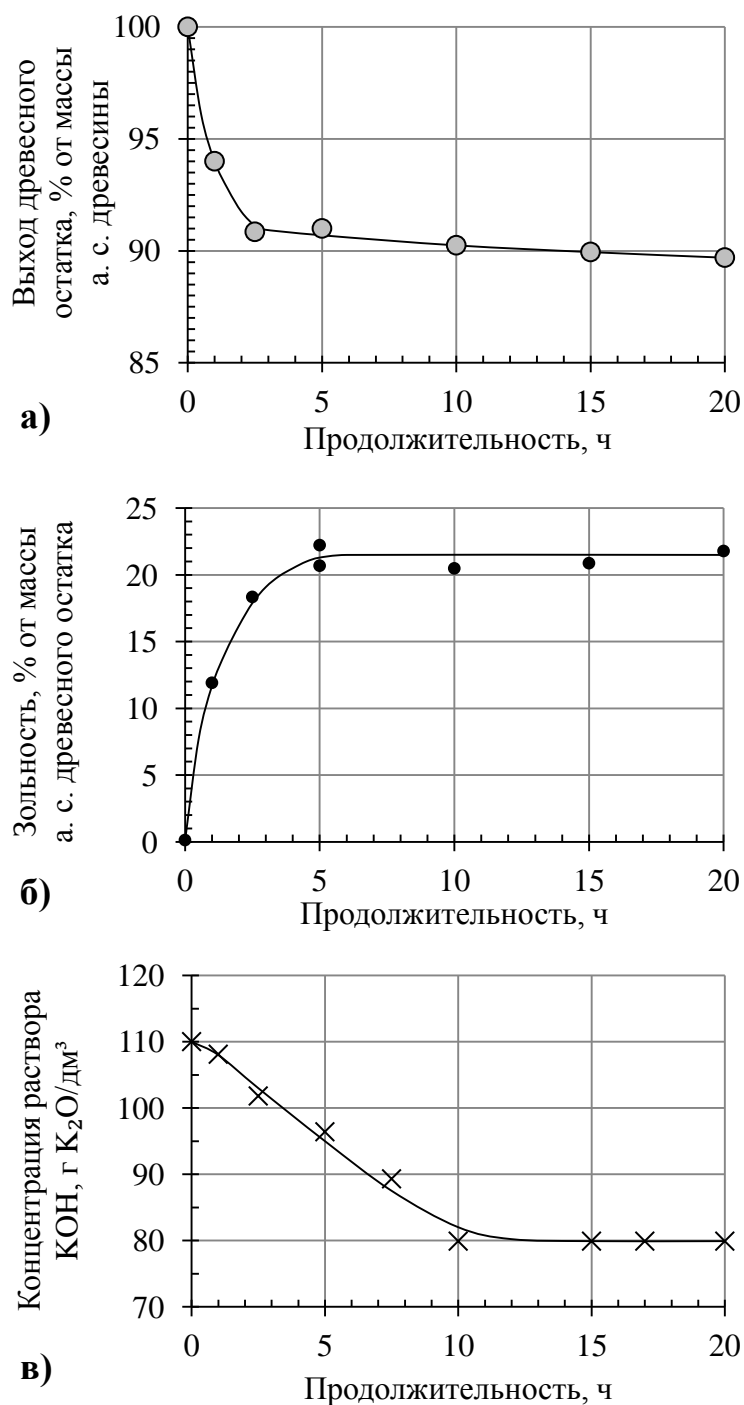 Выход древесного
остатка, % от массы
а. с. древесины
100
95
90
85
0 5 10 15 20
Продолжительность, ч
а)
Зольность, % от массы
а. с. древесного остатка
25
20
15
10
5
0
0 5 10 15 20
Продолжительность, ч
б)
Концентрация раствора
КОН, г K₂O/дм³
120
110
100
90
80
70
0 5 10 15 20
Продолжительность, ч
в)